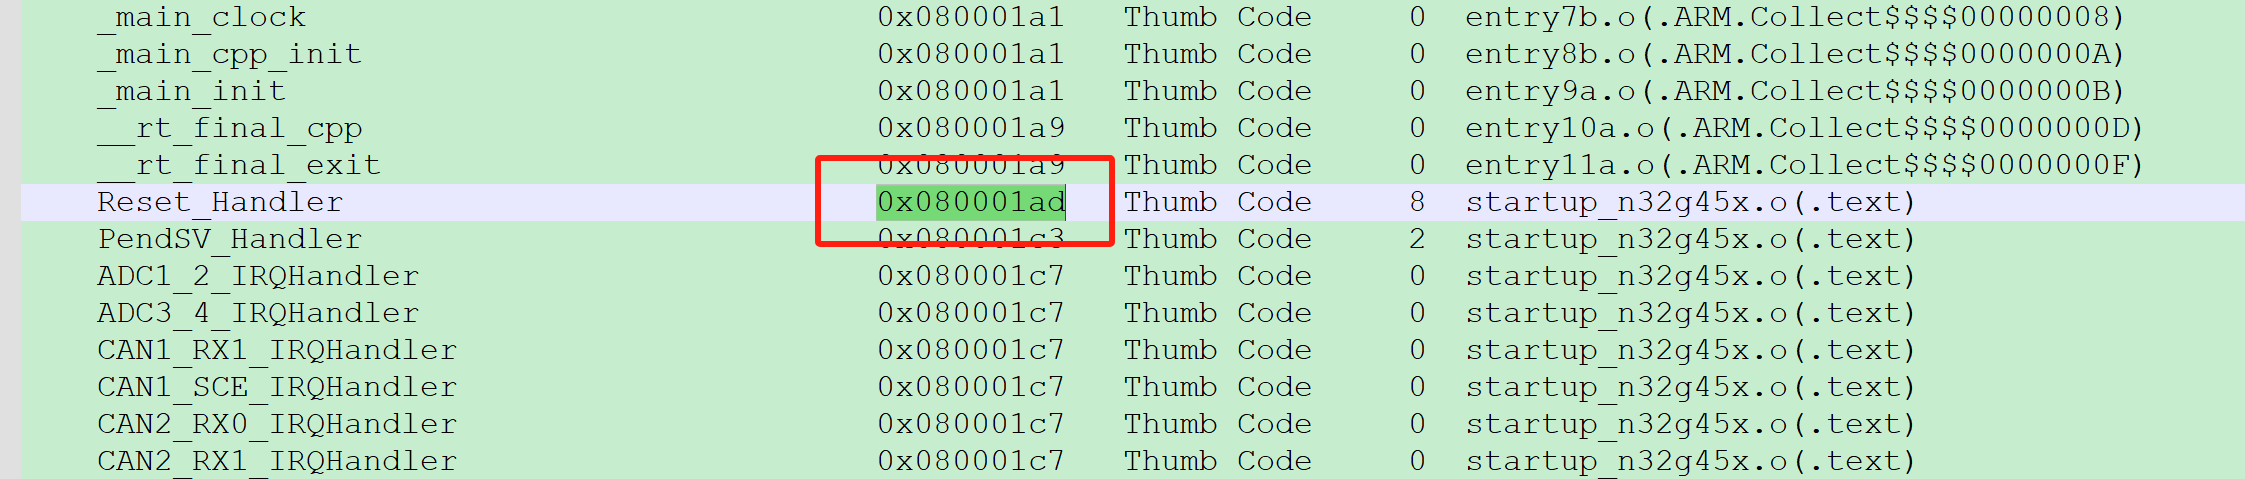 _main_clock 0x080001a1 Thumb Code 0 entry7b.o(.ARM.Collect$$$$00000008)
_main_cpp_init 0x080001a1 Thumb Code 0 entry8b.o(.ARM.Collect$$$$0000000A)
_main_init 0x080001a1 Thumb Code 0 entry9a.o(.ARM.Collect$$$$0000000B)
__rt_final_cpp 0x080001a9 Thumb Code 0 entry10a.o(.ARM.Collect$$$$0000000D)
__rt_final_exit 0x080001a9 Thumb Code 0 entry11a.o(.ARM.Collect$$$$0000000F)
Reset_Handler 0x080001ad Thumb Code 8 startup_n32g45x.o(.text)
PendSV_Handler 0x080001c3 Thumb Code 2 startup_n32g45x.o(.text)
ADC1_2_IRQHandler 0x080001c7 Thumb Code 0 startup_n32g45x.o(.text)
ADC3_4_IRQHandler 0x080001c7 Thumb Code 0 startup_n32g45x.o(.text)
CAN1_RX1_IRQHandler 0x080001c7 Thumb Code 0 startup_n32g45x.o(.text)
CAN1_SCE_IRQHandler 0x080001c7 Thumb Code 0 startup_n32g45x.o(.text)
CAN2_RX0_IRQHandler 0x080001c7 Thumb Code 0 startup_n32g45x.o(.text)
CAN2_RX1_IRQHandler 0x080001c7 Thumb Code 0 startup_n32g45x.o(.text)